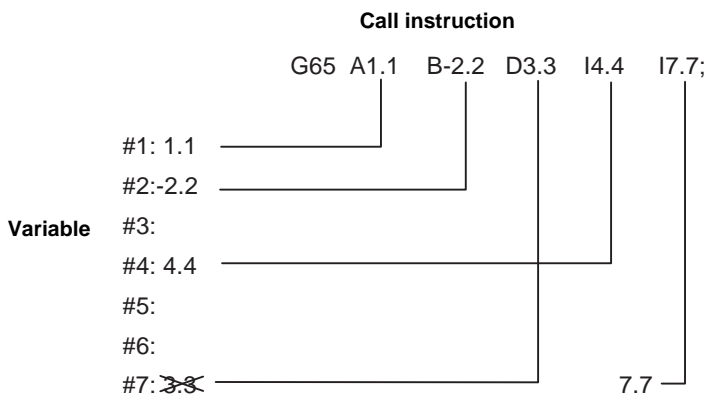 Call instruction
G65 A1.1 B-2.2 D3.3 I4.4 I7.7;
#1: 1.1
#2:-2.2
Variable #3:
#4: 4.4
#5:
#6:
#7: 3.3 7.7